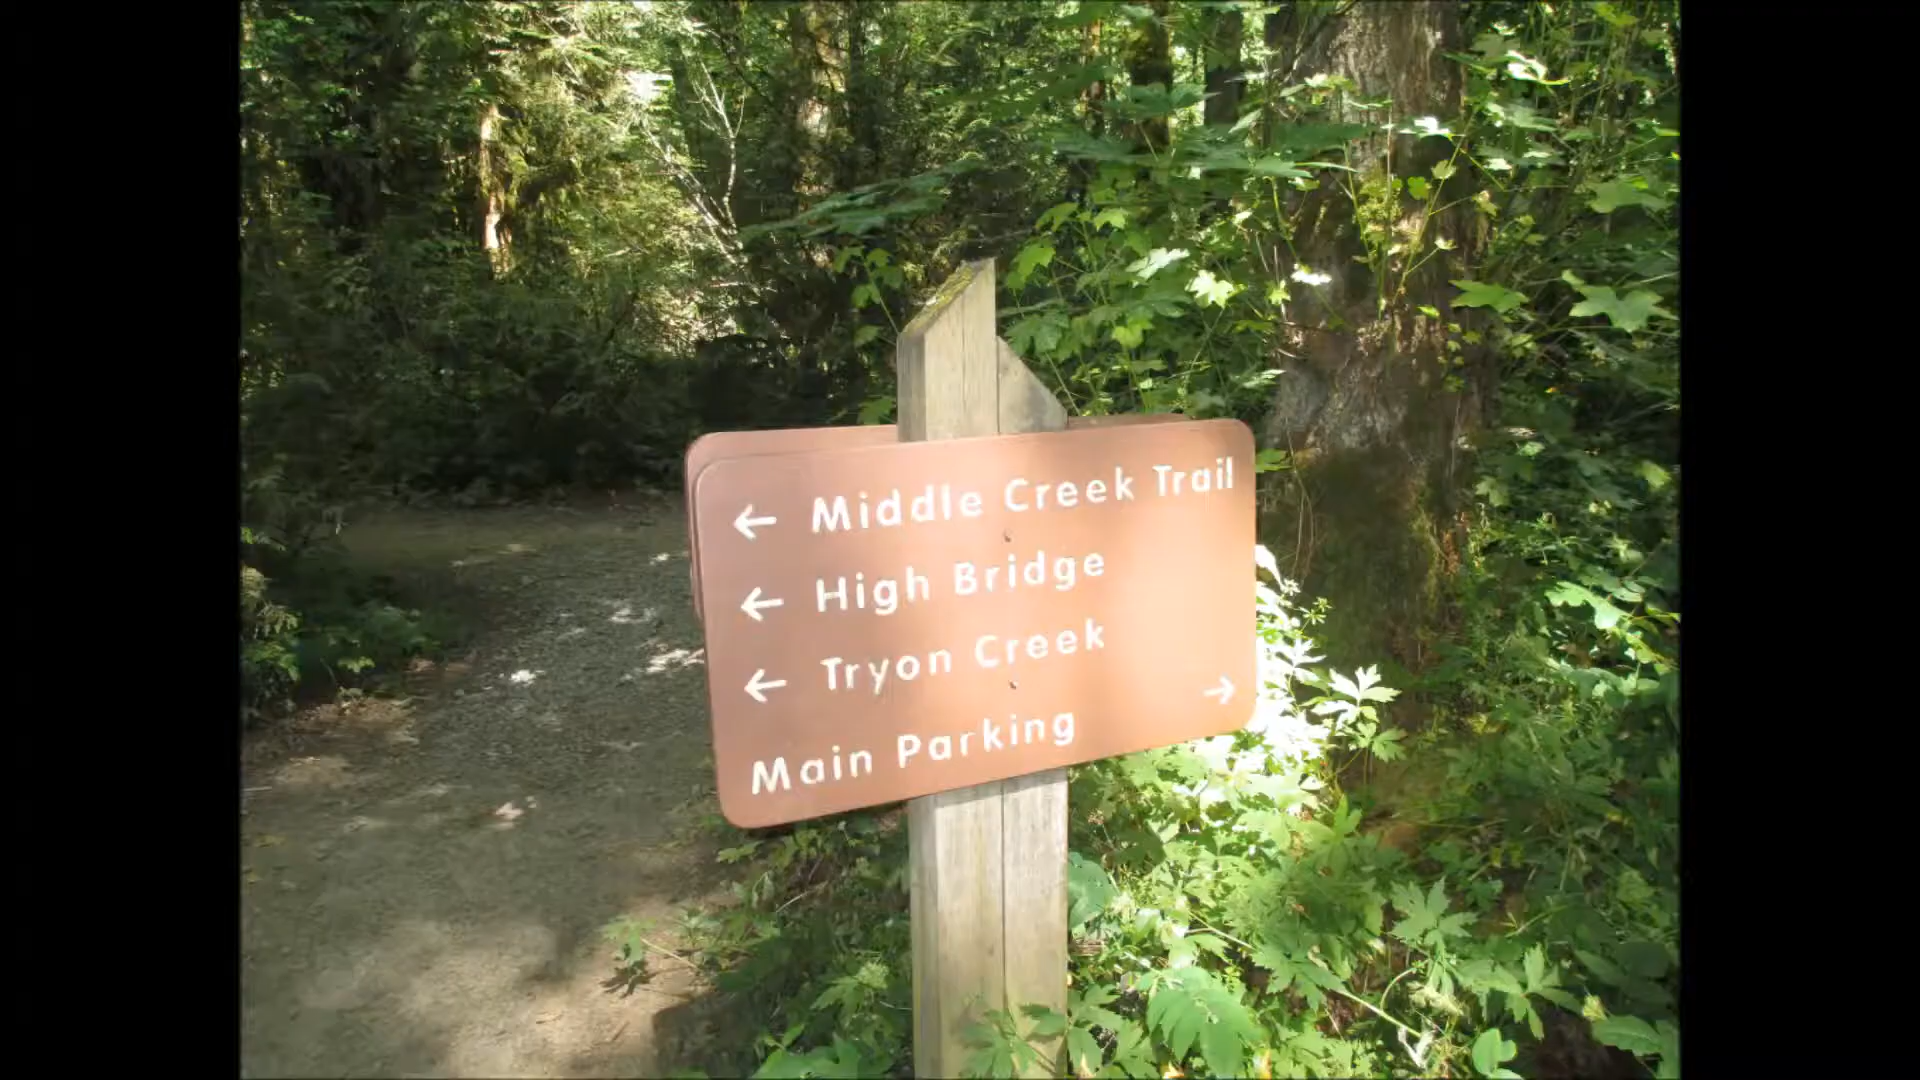 ← Middle Creek Trail
← High Bridge
← Tryon Creek
Main Parking →